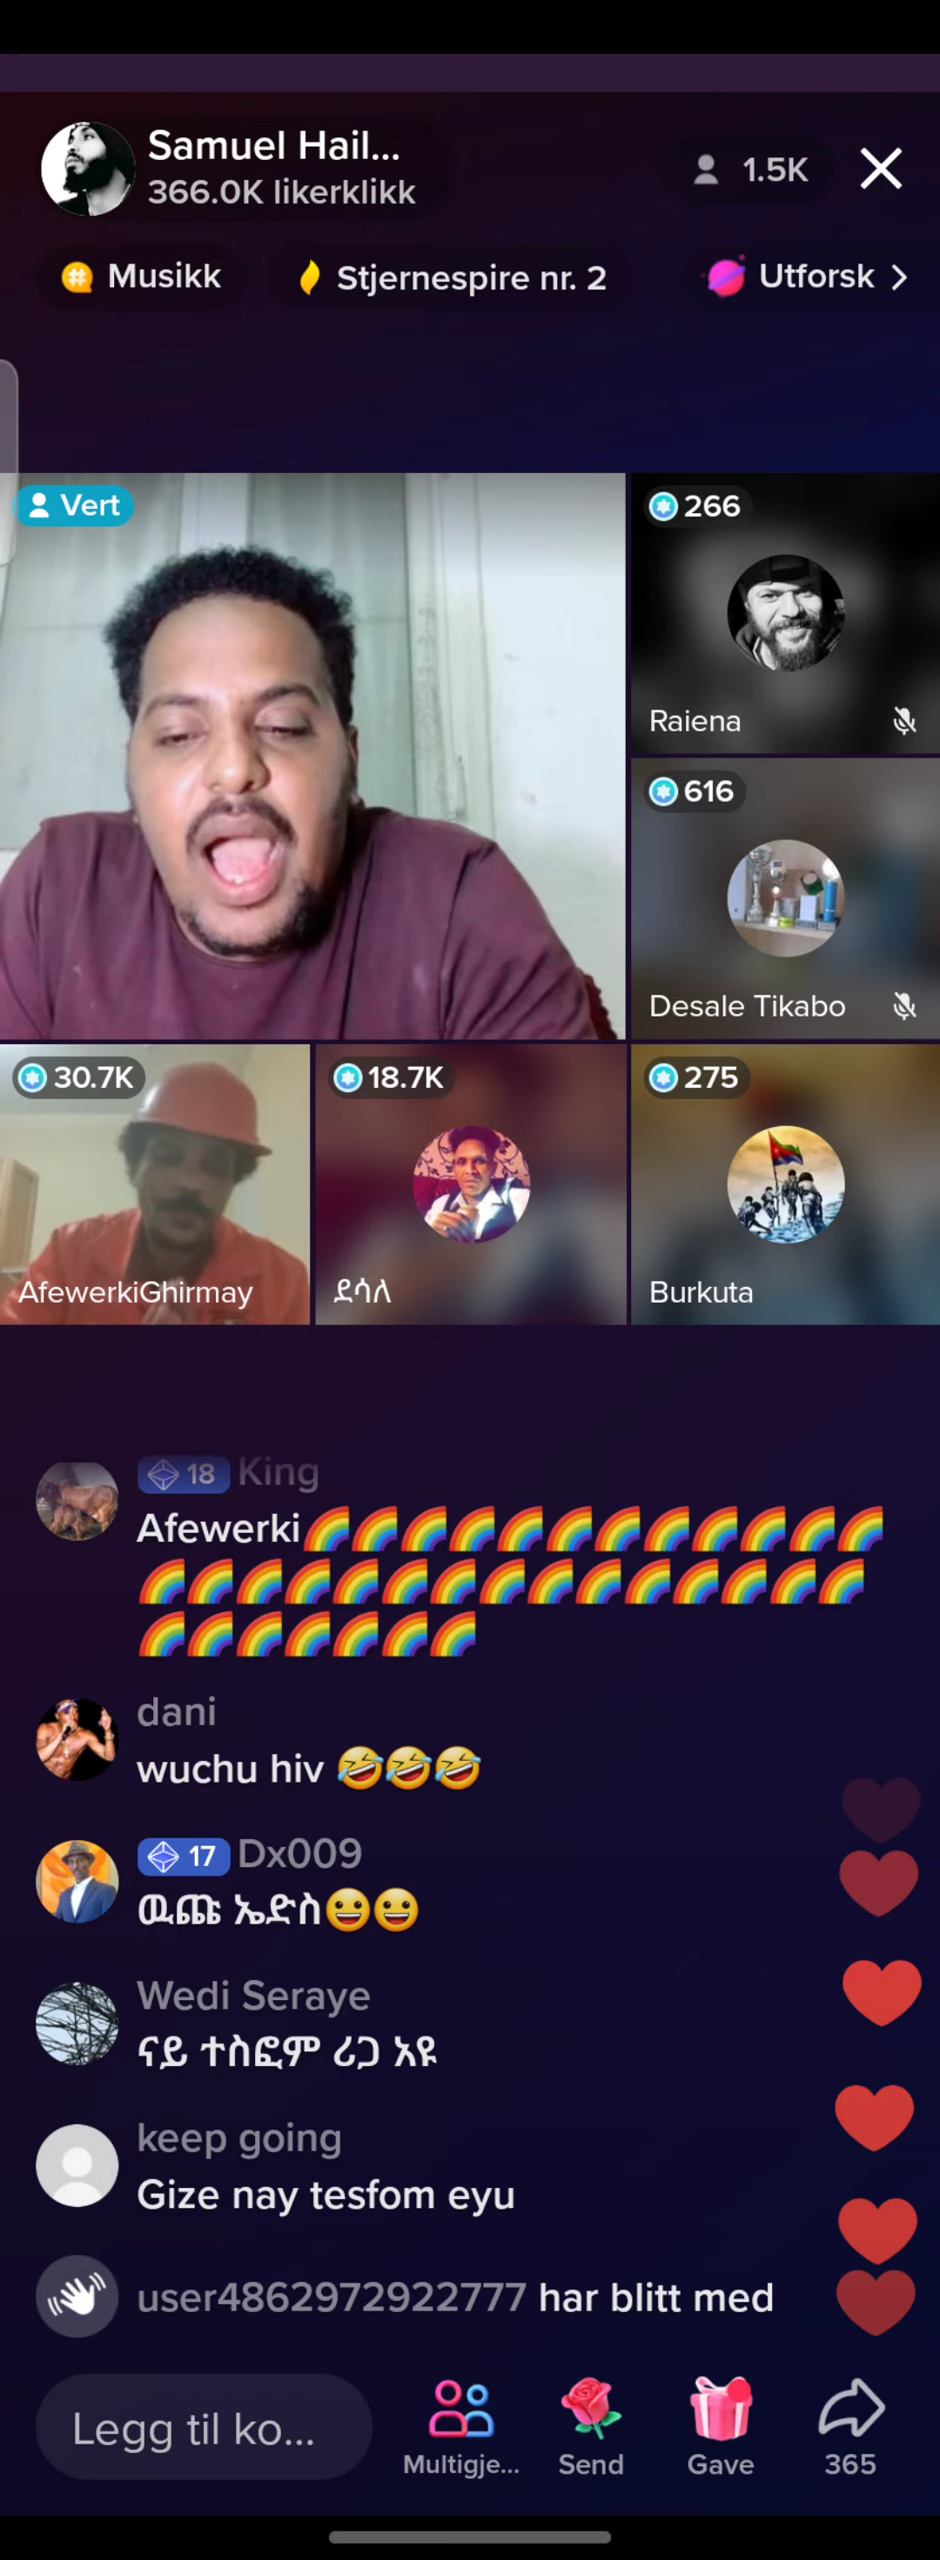 Samuel Hail...
366.0K likerklikk
1.5K
Musikk
Stjernespire nr. 2
Utforsk
Vert
266
Raiena
616
Desale Tikabo
30.7K
AfewerkiGhirmay
18.7K
ደሳለ
275
Burkuta
18 King
Afewerki🌈🌈🌈🌈🌈🌈🌈🌈🌈🌈🌈🌈
🌈🌈🌈🌈🌈🌈🌈🌈🌈🌈🌈🌈🌈🌈🌈
🌈🌈🌈🌈🌈🌈🌈
dani
wuchu hiv 🤣🤣🤣
17 Dx009
ዉጩ ኤድስ😀😀
Wedi Seraye
ናይ ተስፎም ሪጋ እዩ
keep going
Gize nay tesfom eyu
user4862972922777 har blitt med
Legg til ko...
Multigje...
Send
Gave
365